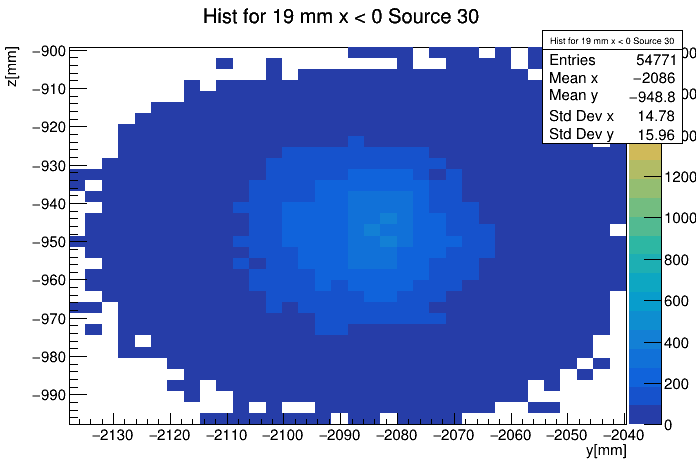 Hist for 19 mm x < 0 Source 30
z[mm]
Hist for 19 mm x < 0 Source 30
Entries 54771
Mean x −2086
Mean y −948.8
Std Dev x 14.78
Std Dev y 15.96
−900
−910
−920
−930
−940
−950
−960
−970
−980
−990
1200
1000
800
600
400
200
0
−2130 −2120 −2110 −2100 −2090 −2080 −2070 −2060 −2050 −2040
y[mm]